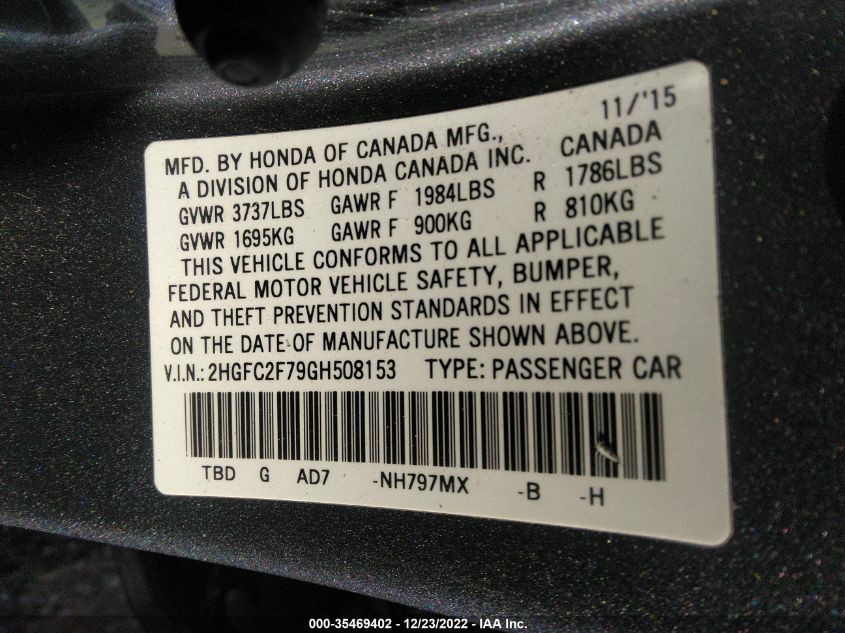 11/'15
MFD. BY HONDA OF CANADA MFG.,
A DIVISION OF HONDA CANADA INC. CANADA
GVWR 3737LBS GAWR F 1984LBS R 1786LBS
GVWR 1695KG GAWR F 900KG R 810KG
THIS VEHICLE CONFORMS TO ALL APPLICABLE
FEDERAL MOTOR VEHICLE SAFETY, BUMPER,
AND THEFT PREVENTION STANDARDS IN EFFECT
ON THE DATE OF MANUFACTURE SHOWN ABOVE.
V.I.N.: 2HGFC2F79GH508153 TYPE: PASSENGER CAR
TBD G AD7 -NH797MX -B -H
000-35469402 - 12/23/2022 - IAA Inc.